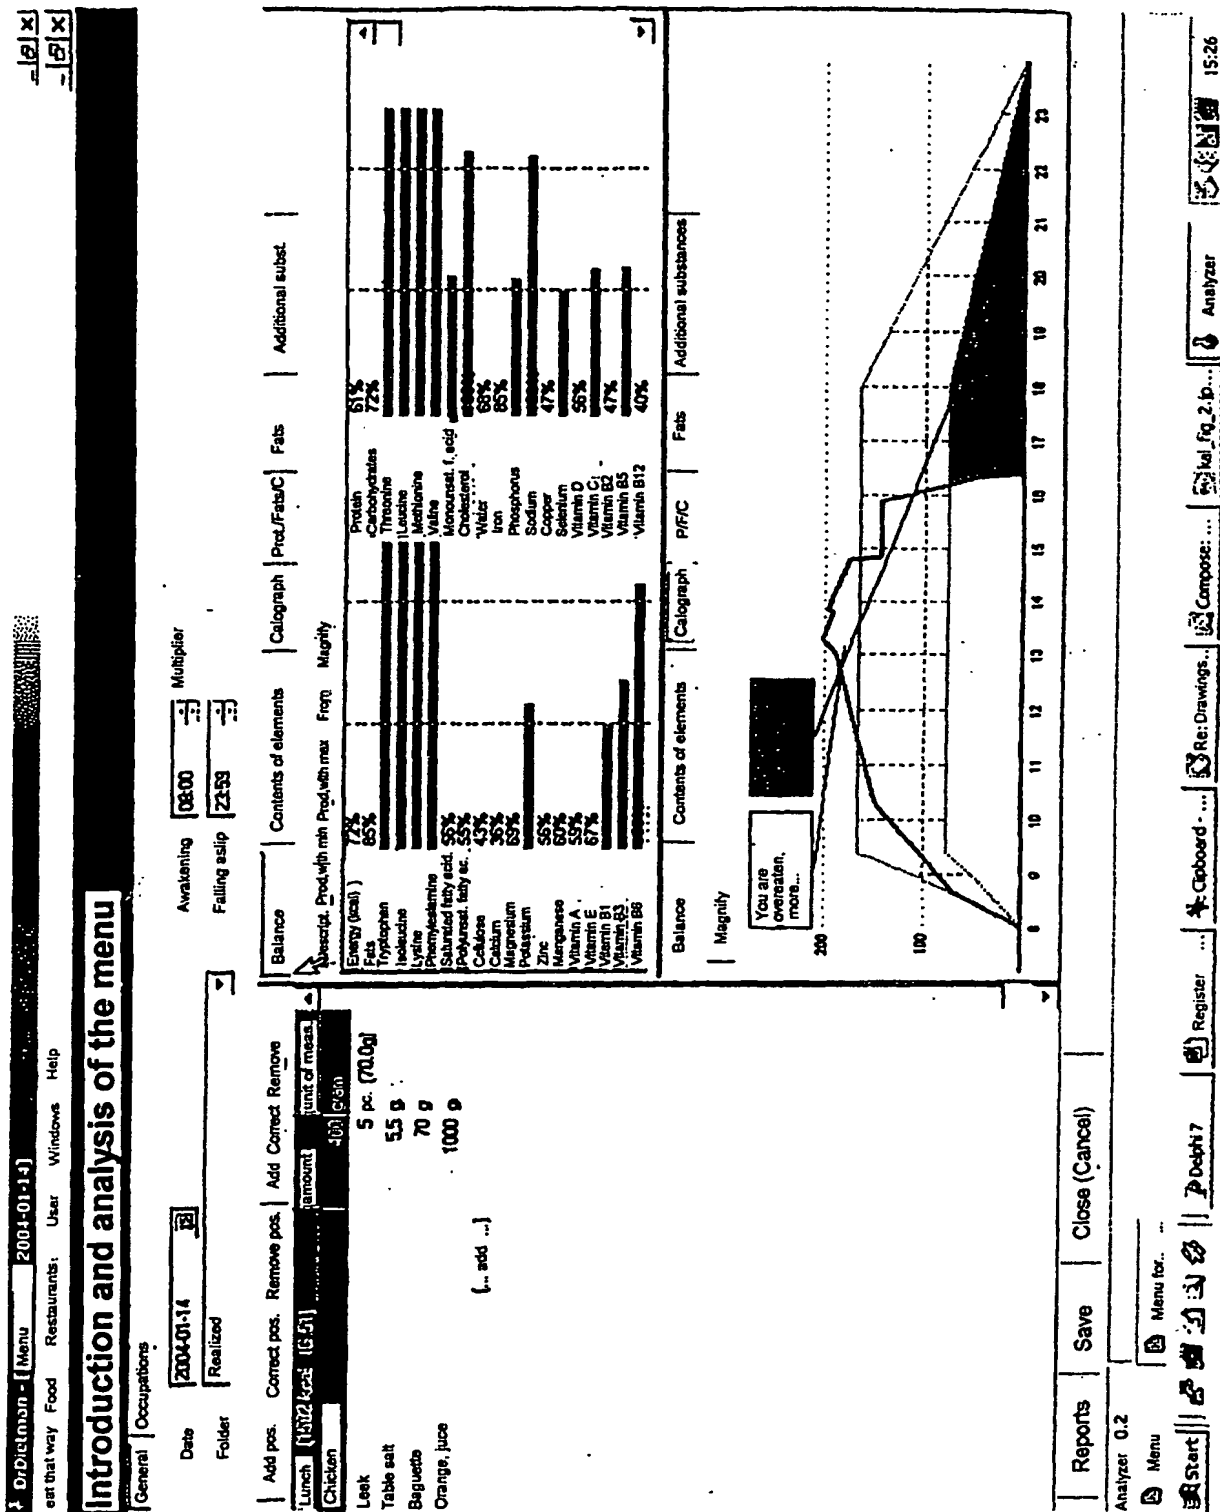 DrDietmon - [ Menu 2004-01-14]
eat that way Food Restaurants: User Windows Help
Introduction and analysis of the menu
General Occupations
Date 2004-01-14
Folder Realized
Awakening 08:00 Multiplier
Falling aslip 23:59
Add pos. Correct pos. Remove pos. Add Correct Remove
Lunch amount unit of meas.
Chicken
Leek 5 pc. (70.0g)
Table salt 5.5 g
Baguette 70 g
Orange, juce 1000 g
(... add ...)
Balance Contents of elements Calograph Prot./Fats/C Fats Additional subst.
Descript. Prod,with min Prod,with max From Magnify
Energy (kcal) 72% Protein 61%
Fats 85% Carbohydrates 72%
Tryptophan Threonine
Isoleucine Leucine
Lysine Methionine
Phemylealamine Valine
Saturated fatty acid. 56% Monounsat. f. acid
Polyunsat. fatty ac. 55% Cholesterol
Cellulose 43% Water 68%
Calcium 36% Iron 85%
Magnesium 69% Phosphorus
Potassium Sodium
Zinc 56% Copper 47%
Manganese 60% Selenium
Vitamin A 59% Vitamin D 56%
Vitamin E 67% Vitamin C
Vitamin B1 Vitamin B2 47%
Vitamin B3 Vitamin B5
Vitamin B6 Vitamin B12 40%
Balance Contents of elements Calograph P/F/C Fats Additional substances
Magnify
You are
overeaten,
more...
200
100
8 9 10 11 12 13 14 15 16 17 18 19 20 21 22 23
Reports Save Close (Cancel)
Analyzer 0.2
Menu Menu for.. ...
Start Delphi 7 Register ... Clipboard - ... Re: Drawings.. Compose: ... kal_fig_2.jp... Analyzer 15:26